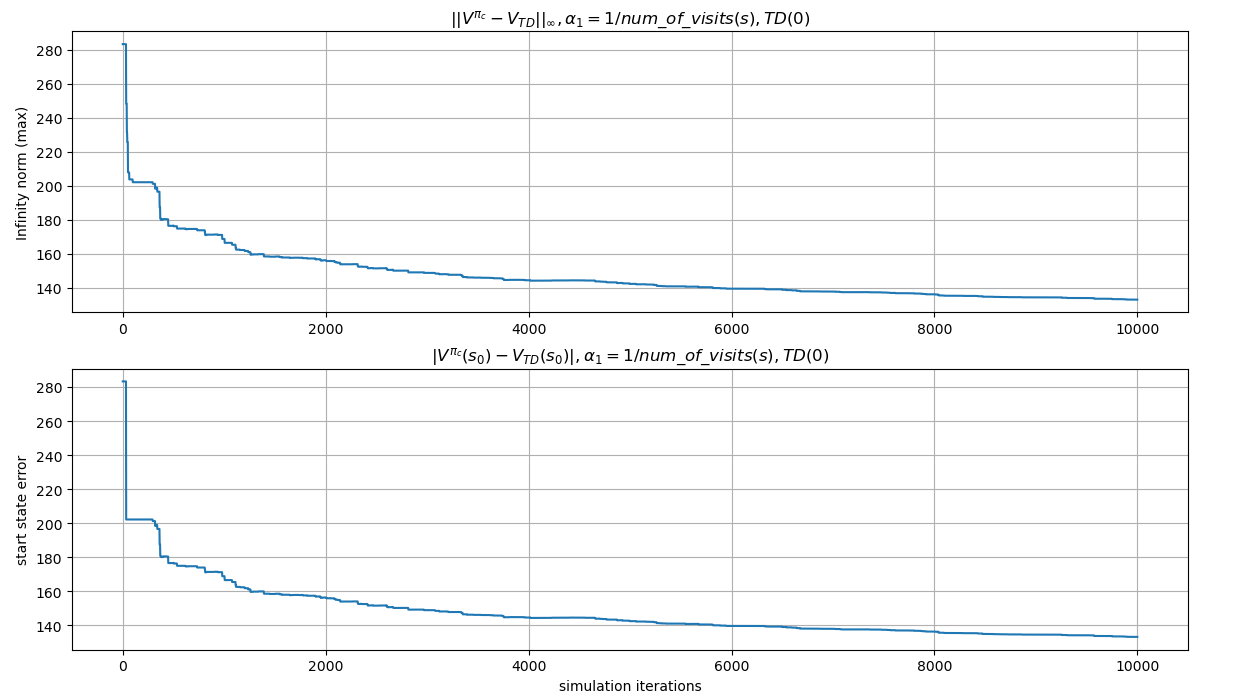 ||V^{π_c} − V_{TD}||_∞, α_1 = 1/num_of_visits(s), TD(0)
Infinity norm (max)
280
260
240
220
200
180
160
140
0 2000 4000 6000 8000 10000
|V^{π_c}(s_0) − V_{TD}(s_0)|, α_1 = 1/num_of_visits(s), TD(0)
start state error
280
260
240
220
200
180
160
140
0 2000 4000 6000 8000 10000
simulation iterations